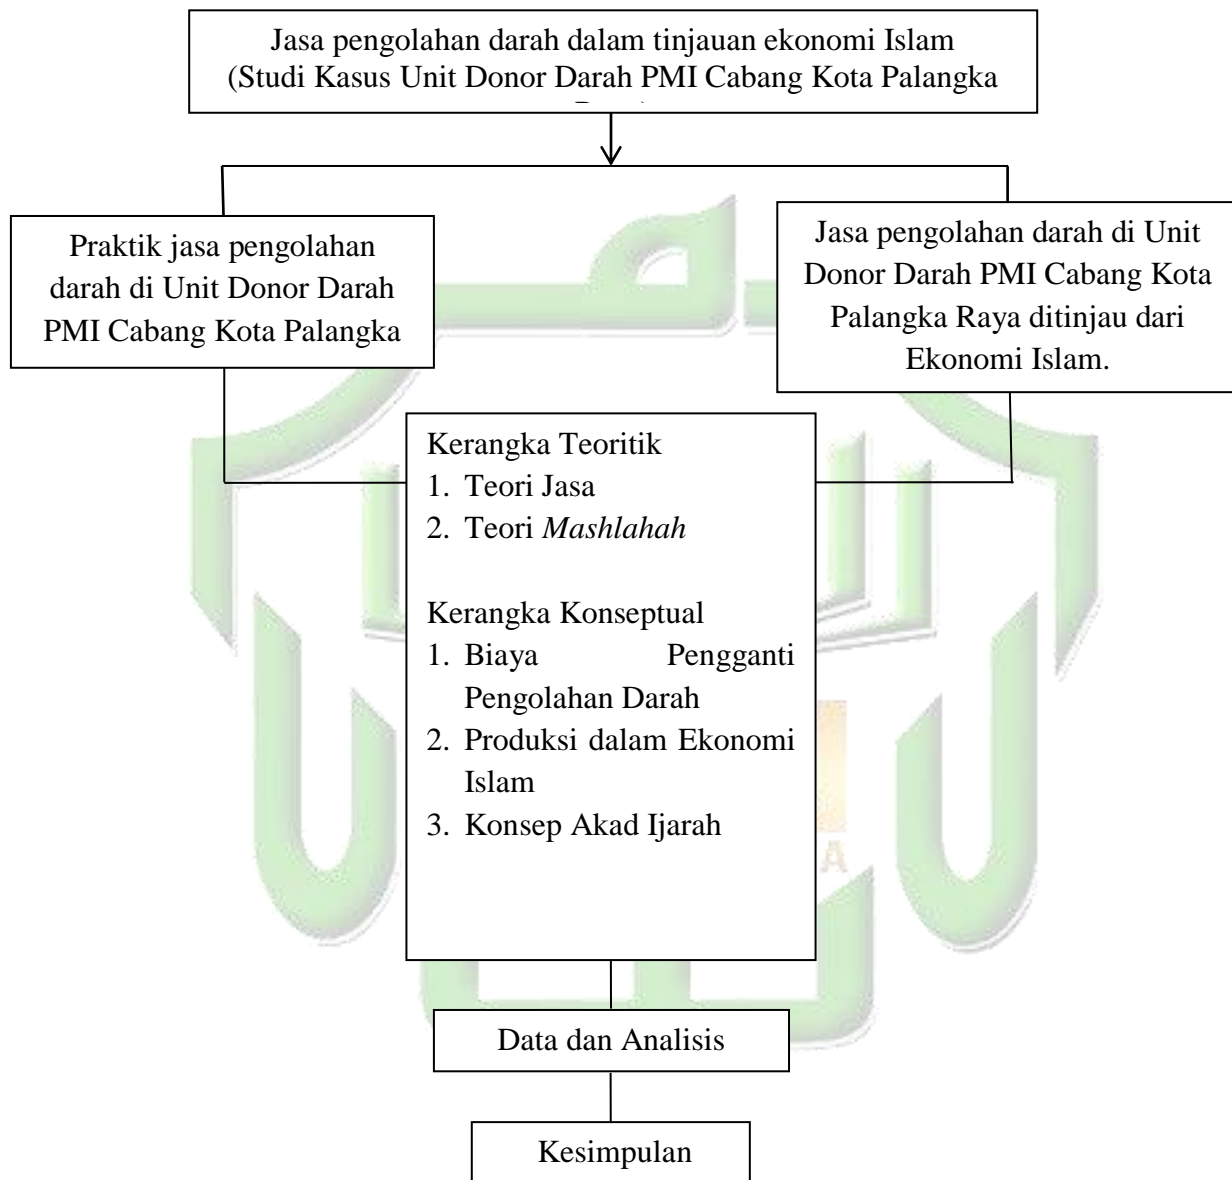 Jasa pengolahan darah dalam tinjauan ekonomi Islam
(Studi Kasus Unit Donor Darah PMI Cabang Kota Palangka
Praktik jasa pengolahan
darah di Unit Donor Darah
PMI Cabang Kota Palangka
Jasa pengolahan darah di Unit
Donor Darah PMI Cabang Kota
Palangka Raya ditinjau dari
Ekonomi Islam.
Kerangka Teoritik
1. Teori Jasa
2. Teori Mashlahah
Kerangka Konseptual
1. Biaya Pengganti
Pengolahan Darah
2. Produksi dalam Ekonomi
Islam
3. Konsep Akad Ijarah
A
Data dan Analisis
Kesimpulan